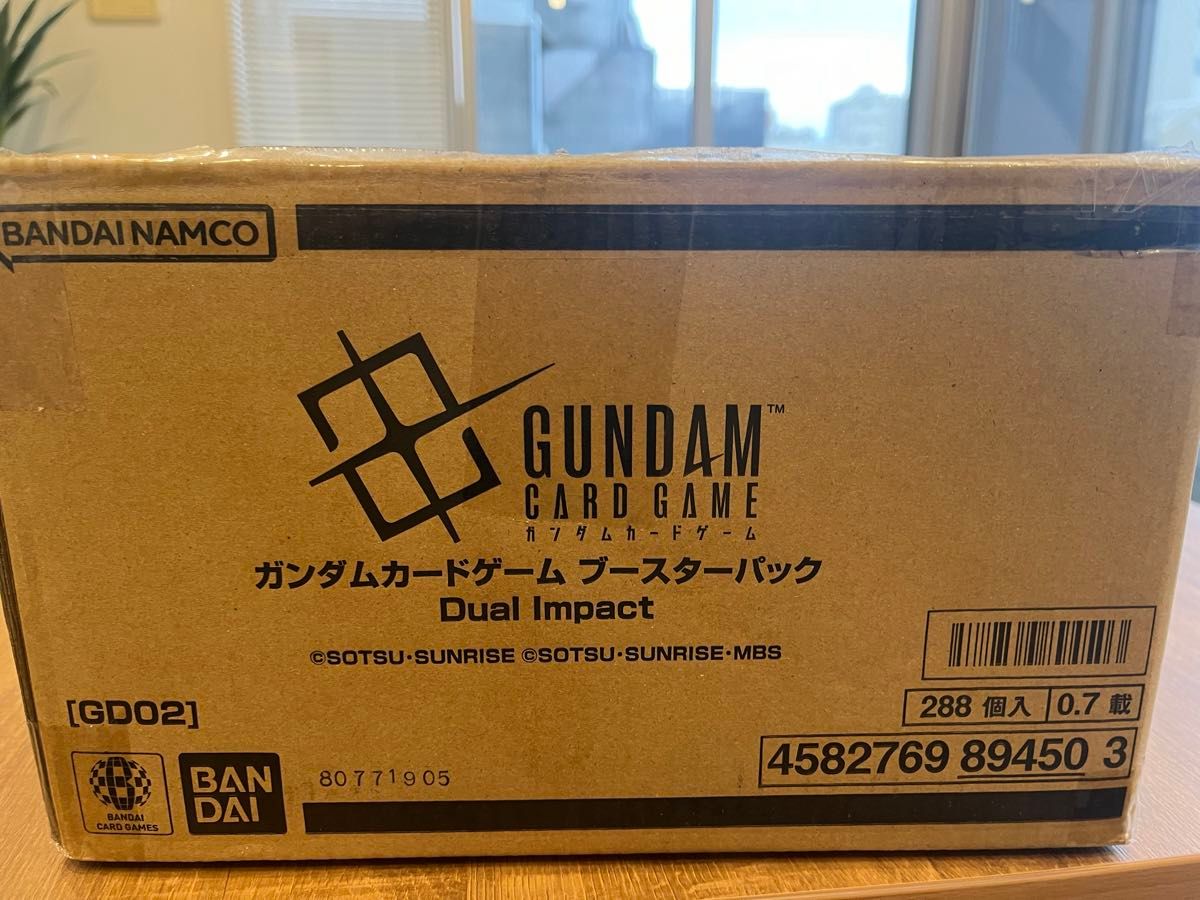 BANDAI NAMCO
GUNDAM™
CARD GAME
ガンダムカードゲーム
ガンダムカードゲーム ブースターパック
Dual Impact
©SOTSU・SUNRISE ©SOTSU・SUNRISE・MBS
[GD02]
288 個入 0.7 載
4582769 89450 3
BANDAI
CARD GAMES
BAN
DAI
80771905